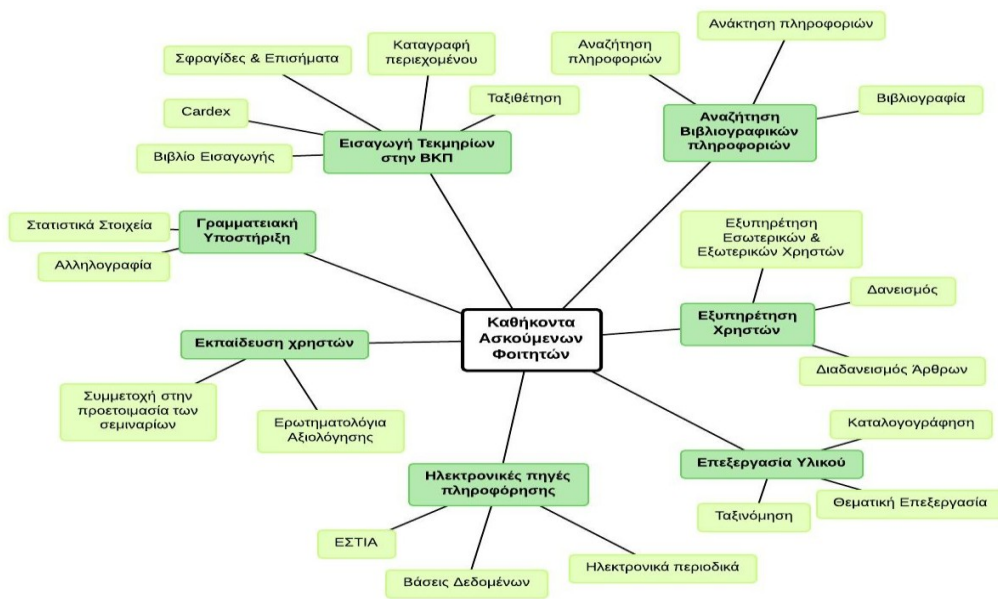 Σφραγίδες & Επισήματα
Καταγραφή
περιεχομένου
Ταξιθέτηση
Cardex
Βιβλίο Εισαγωγής
Εισαγωγή Τεκμηρίων
στην ΒΚΠ
Αναζήτηση
πληροφοριών
Ανάκτηση πληροφοριών
Βιβλιογραφία
Αναζήτηση
Βιβλιογραφικών
πληροφοριών
Στατιστικά Στοιχεία
Αλληλογραφία
Γραμματειακή
Υποστήριξη
Εξυπηρέτηση
Εσωτερικών &
Εξωτερικών Χρηστών
Δανεισμός
Εξυπηρέτηση
Χρηστών
Διαδανεισμός Άρθρων
Καθήκοντα
Ασκούμενων
Φοιτητών
Εκπαίδευση χρηστών
Συμμετοχή στην
προετοιμασία των
σεμιναρίων
Ερωτηματολόγια
Αξιολόγησης
Καταλογογράφηση
Επεξεργασία Υλικού
Θεματική Επεξεργασία
Ταξινόμηση
Ηλεκτρονικές πηγές
πληροφόρησης
ΕΣΤΙΑ
Βάσεις Δεδομένων
Ηλεκτρονικά περιοδικά